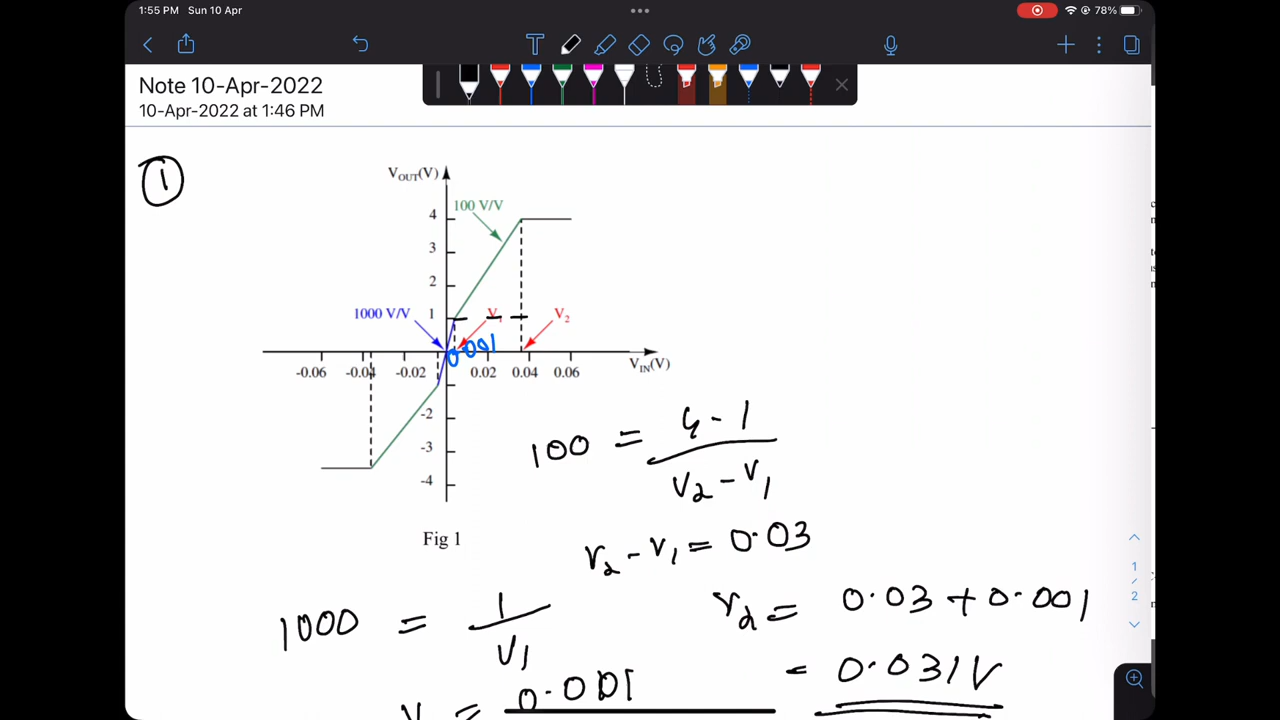 1:55 PM Sun 10 Apr
78%
T
Note 10-Apr-2022
10-Apr-2022 at 1:46 PM
1
VOUT(V)
100 V/V
4
3
2
1000 V/V
1
V1
V2
0.001
-0.06 -0.04 -0.02 0.02 0.04 0.06
VIN(V)
-2
-3
-4
100 = 4 - 1 / V2 - V1
Fig 1
V2 - V1 = 0.03
1000 = 1 / V1
V2 = 0.03 + 0.001
= 0.031V
V = 0.001
1
/
2